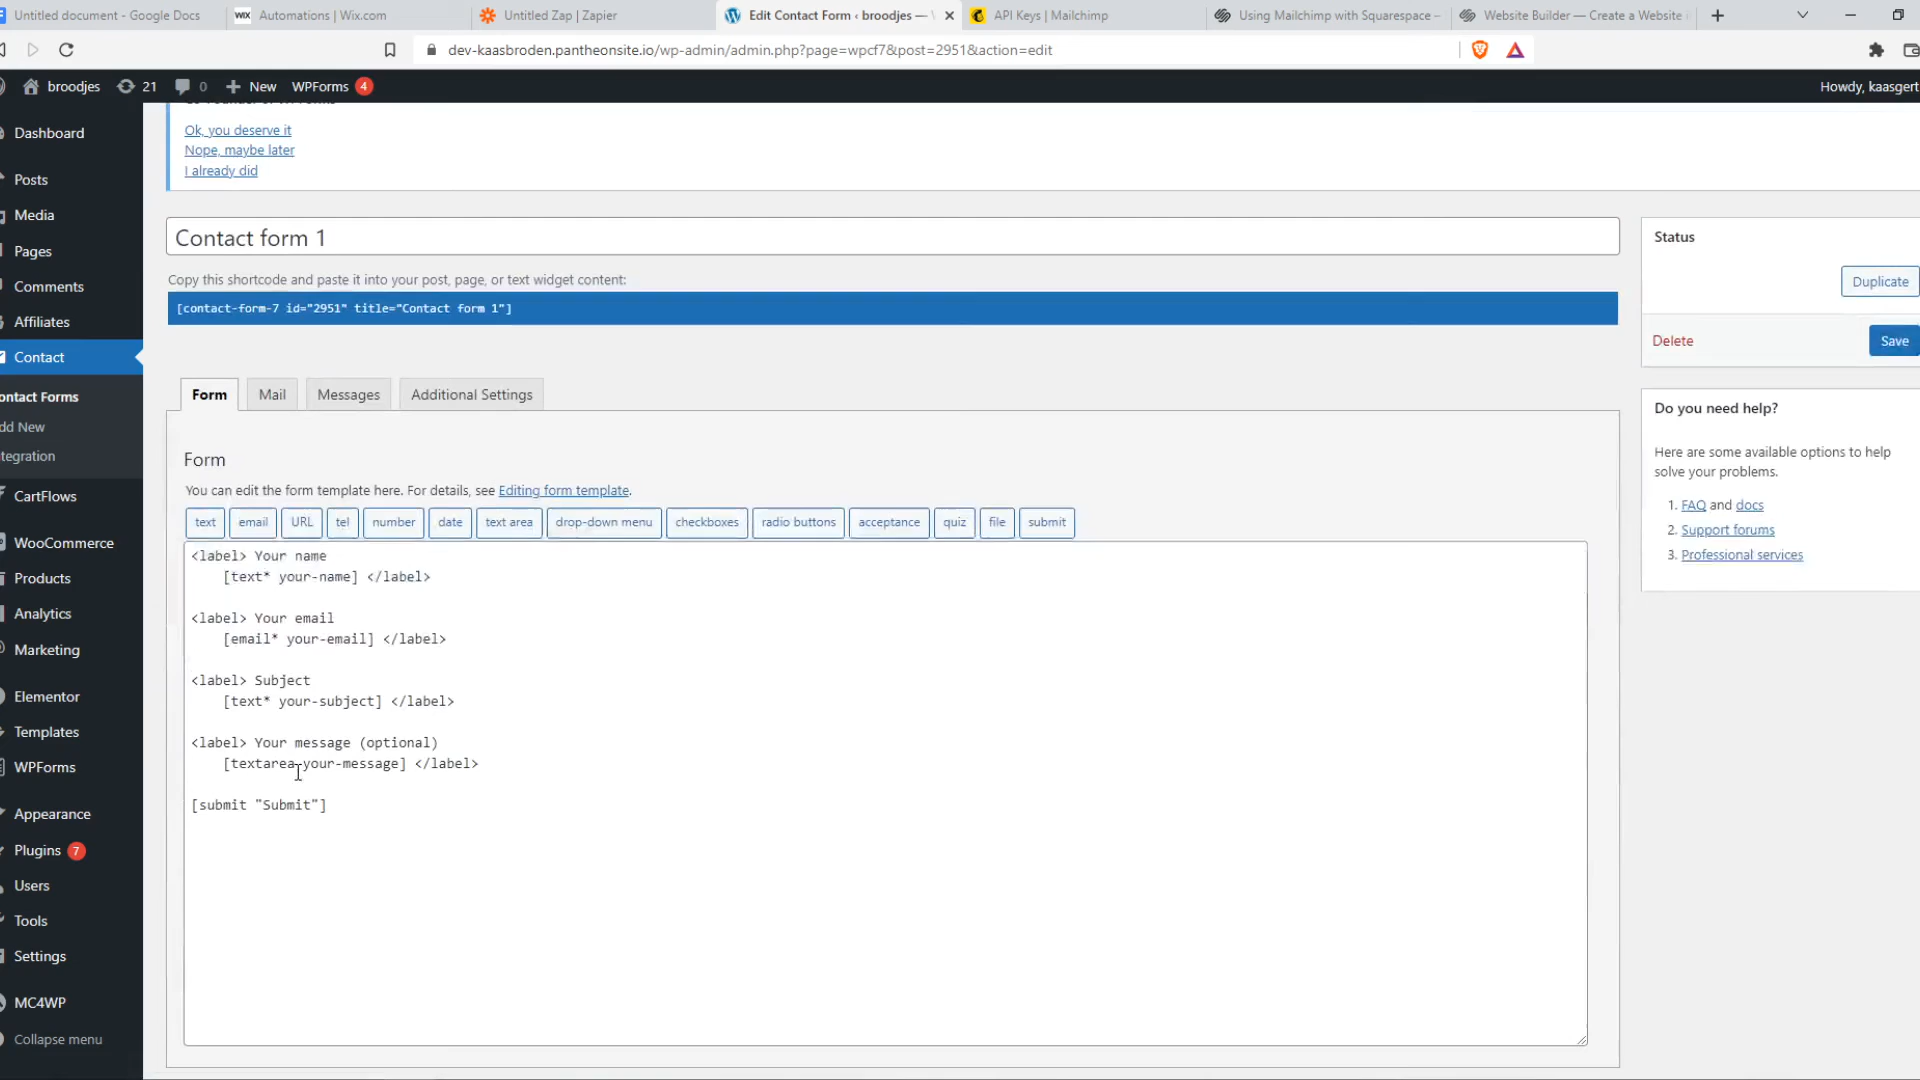 Untitled document - Google Docs
WIX Automations | Wix.com
Untitled Zap | Zapier
Edit Contact Form ‹ broodjes —
API Keys | Mailchimp
Using Mailchimp with Squarespace –
Website Builder — Create a Website
dev-kaasbroden.pantheonsite.io/wp-admin/admin.php?page=wpcf7&post=2951&action=edit
broodjes 21 0 New WPForms 4 Howdy, kaasgert
Dashboard
Posts
Media
Pages
Comments
Affiliates
Contact
ontact Forms
dd New
tegration
CartFlows
WooCommerce
Products
Analytics
Marketing
Elementor
Templates
WPForms
Appearance
Plugins 7
Users
Tools
Settings
MC4WP
Collapse menu
Ok, you deserve it
Nope, maybe later
I already did
Contact form 1
Copy this shortcode and paste it into your post, page, or text widget content:
[contact-form-7 id="2951" title="Contact form 1"]
Form Mail Messages Additional Settings
Form
You can edit the form template here. For details, see Editing form template.
text email URL tel number date text area drop-down menu checkboxes radio buttons acceptance quiz file submit
<label> Your name
[text* your-name] </label>
<label> Your email
[email* your-email] </label>
<label> Subject
[text* your-subject] </label>
<label> Your message (optional)
[textarea your-message] </label>
[submit "Submit"]
Status
Duplicate
Delete Save
Do you need help?
Here are some available options to help
solve your problems.
1. FAQ and docs
2. Support forums
3. Professional services